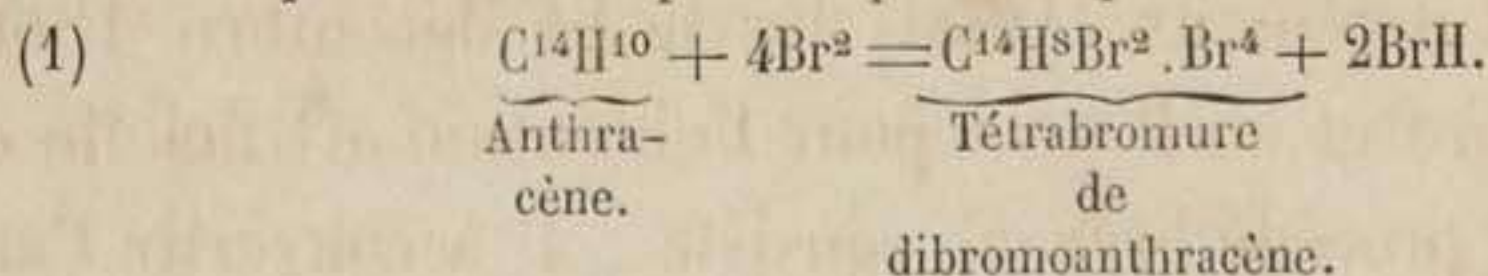 (1) C¹⁴H¹⁰ + 4Br² = C¹⁴H⁸Br² . Br⁴ + 2BrH.
Anthra- Tétrabromure
cène. de
dibromoanthracène.